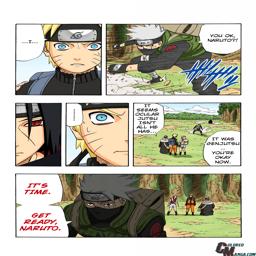 ...I...
YOU OK,
NARUTO?!
IT SEEMS
OCULAR
JUTSU
ISN'T
ALL HE
HAS...
IT WAS
GENJUTSU.
YOU'RE
OKAY
NOW.
IT'S
TIME.
GET
READY,
NARUTO.
COLORED
MANGA.COM